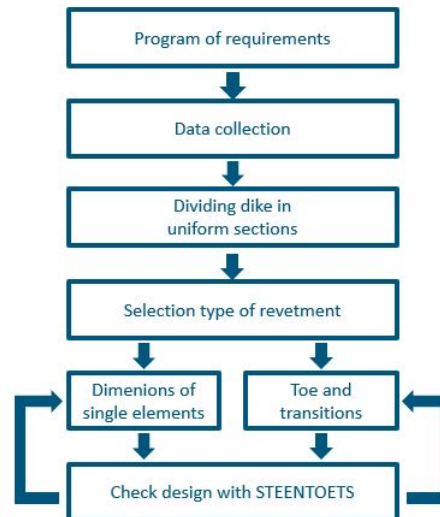 Program of requirements
Data collection
Dividing dike in
uniform sections
Selection type of revetment
Dimenions of
single elements
Toe and
transitions
Check design with STEENTOETS